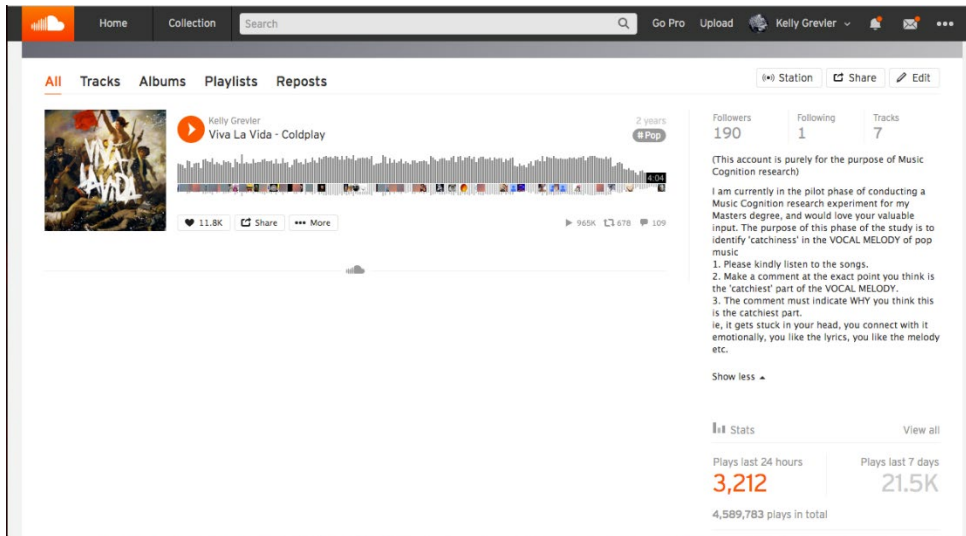 Home Collection Search Go Pro Upload Kelly Grevler
All Tracks Albums Playlists Reposts
Station Share Edit
Kelly Grevler
Viva La Vida - Coldplay
2 years
# Pop
VIVA
LA VIDA
4:04
11.8K Share More
965K 678 109
Followers Following Tracks
190 1 7
(This account is purely for the purpose of Music
Cognition research)
I am currently in the pilot phase of conducting a
Music Cognition research experiment for my
Masters degree, and would love your valuable
input. The purpose of this phase of the study is to
identify 'catchiness' in the VOCAL MELODY of pop
music
1. Please kindly listen to the songs.
2. Make a comment at the exact point you think is
the 'catchiest' part of the VOCAL MELODY.
3. The comment must indicate WHY you think this
is the catchiest part.
ie, it gets stuck in your head, you connect with it
emotionally, you like the lyrics, you like the melody
etc.
Show less
Stats View all
Plays last 24 hours Plays last 7 days
3,212 21.5K
4,589,783 plays in total